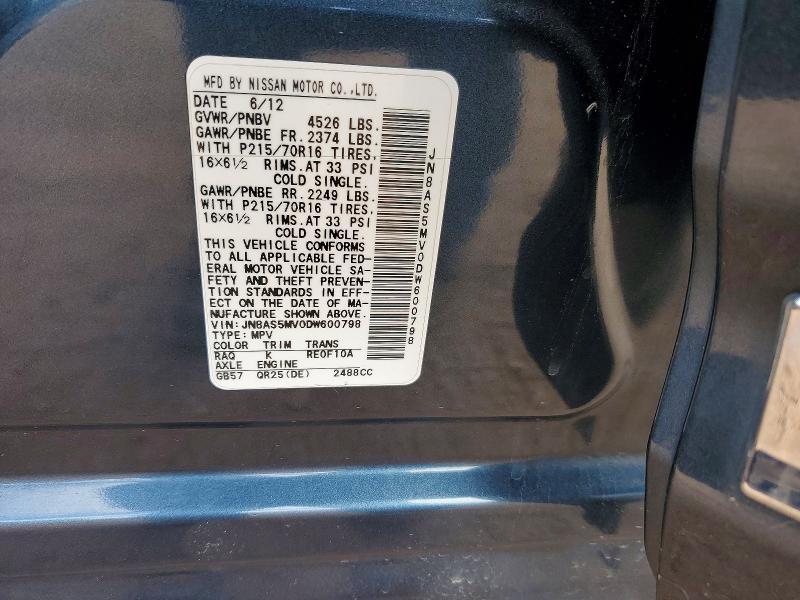 MFD BY NISSAN MOTOR CO.,LTD.
DATE 6/12
GVWR/PNBV 4526 LBS.
GAWR/PNBE FR. 2374 LBS.
WITH P215/70R16 TIRES,
16X6½ RIMS.AT 33 PSI
COLD SINGLE.
GAWR/PNBE RR. 2249 LBS.
WITH P215/70R16 TIRES,
16X6½ RIMS.AT 33 PSI
COLD SINGLE.
THIS VEHICLE CONFORMS
TO ALL APPLICABLE FED-
ERAL MOTOR VEHICLE SA-
FETY AND THEFT PREVEN-
TION STANDARDS IN EFF-
ECT ON THE DATE OF MA-
NUFACTURE SHOWN ABOVE.
VIN: JN8AS5MV0DW600798
TYPE: MPV
COLOR TRIM TRANS
RAQ K RE0F10A
AXLE ENGINE
GB57 QR25(DE) 2488CC
JN8AS5MV0DW600798